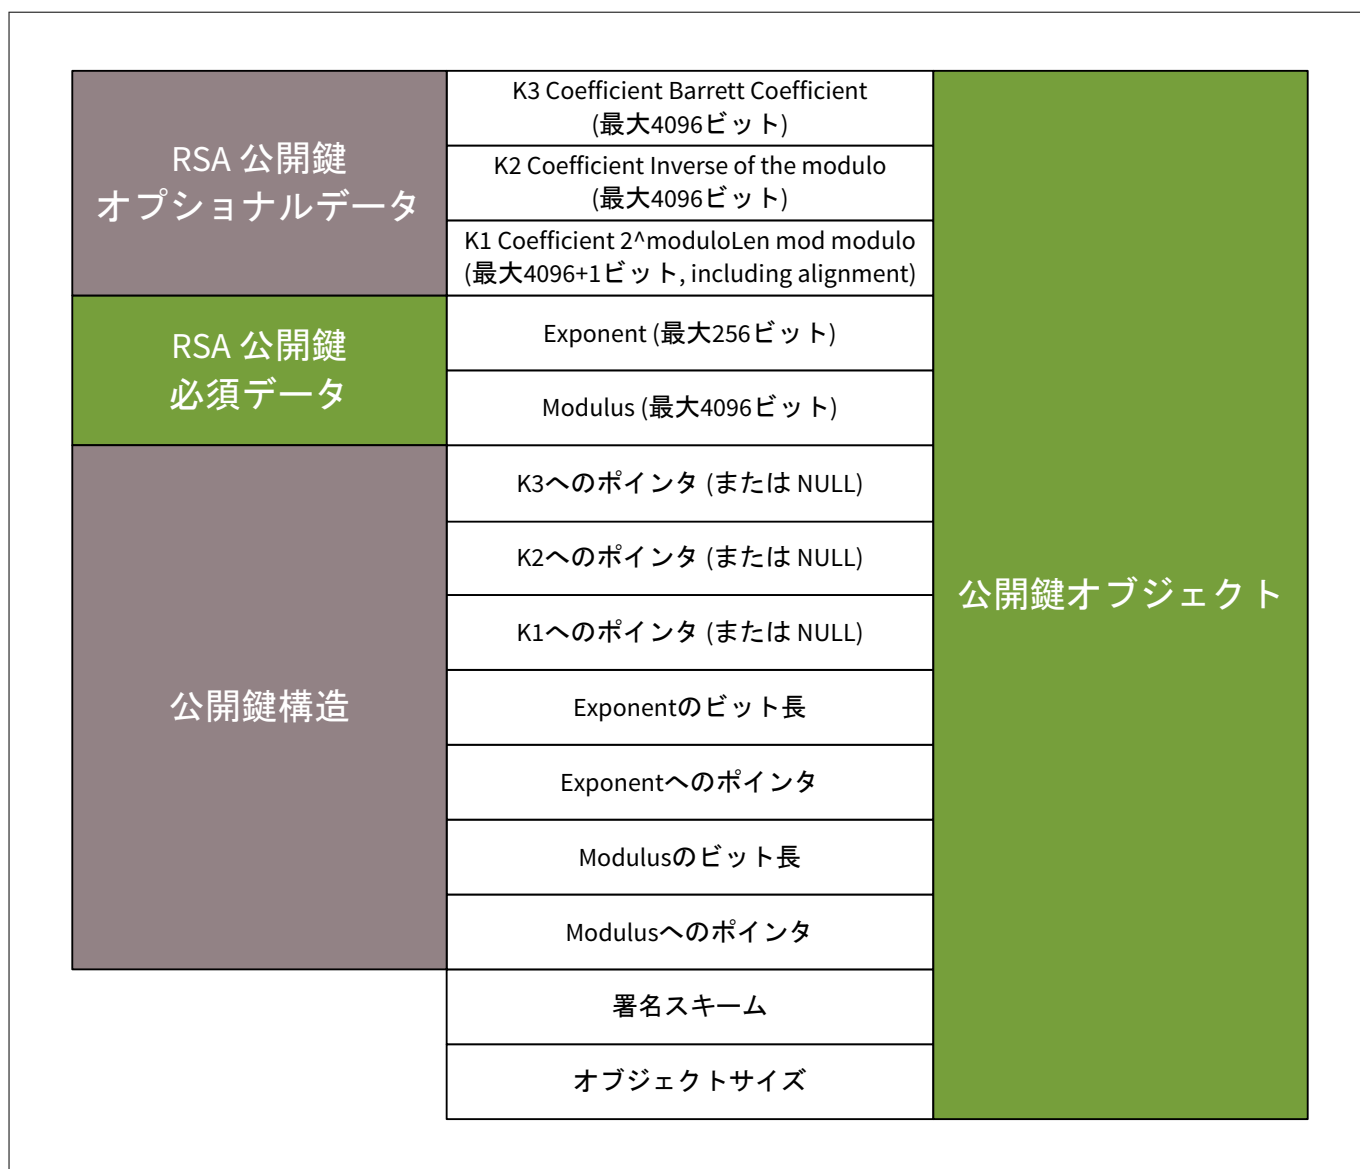 RSA 公開鍵
オプショナルデータ
K3 Coefficient Barrett Coefficient
(最大4096ビット)
K2 Coefficient Inverse of the modulo
(最大4096ビット)
K1 Coefficient 2^moduloLen mod modulo
(最大4096+1ビット, including alignment)
RSA 公開鍵
必須データ
Exponent (最大256ビット)
Modulus (最大4096ビット)
公開鍵構造
K3へのポインタ (または NULL)
K2へのポインタ (または NULL)
K1へのポインタ (または NULL)
Exponentのビット長
Exponentへのポインタ
Modulusのビット長
Modulusへのポインタ
署名スキーム
オブジェクトサイズ
公開鍵オブジェクト